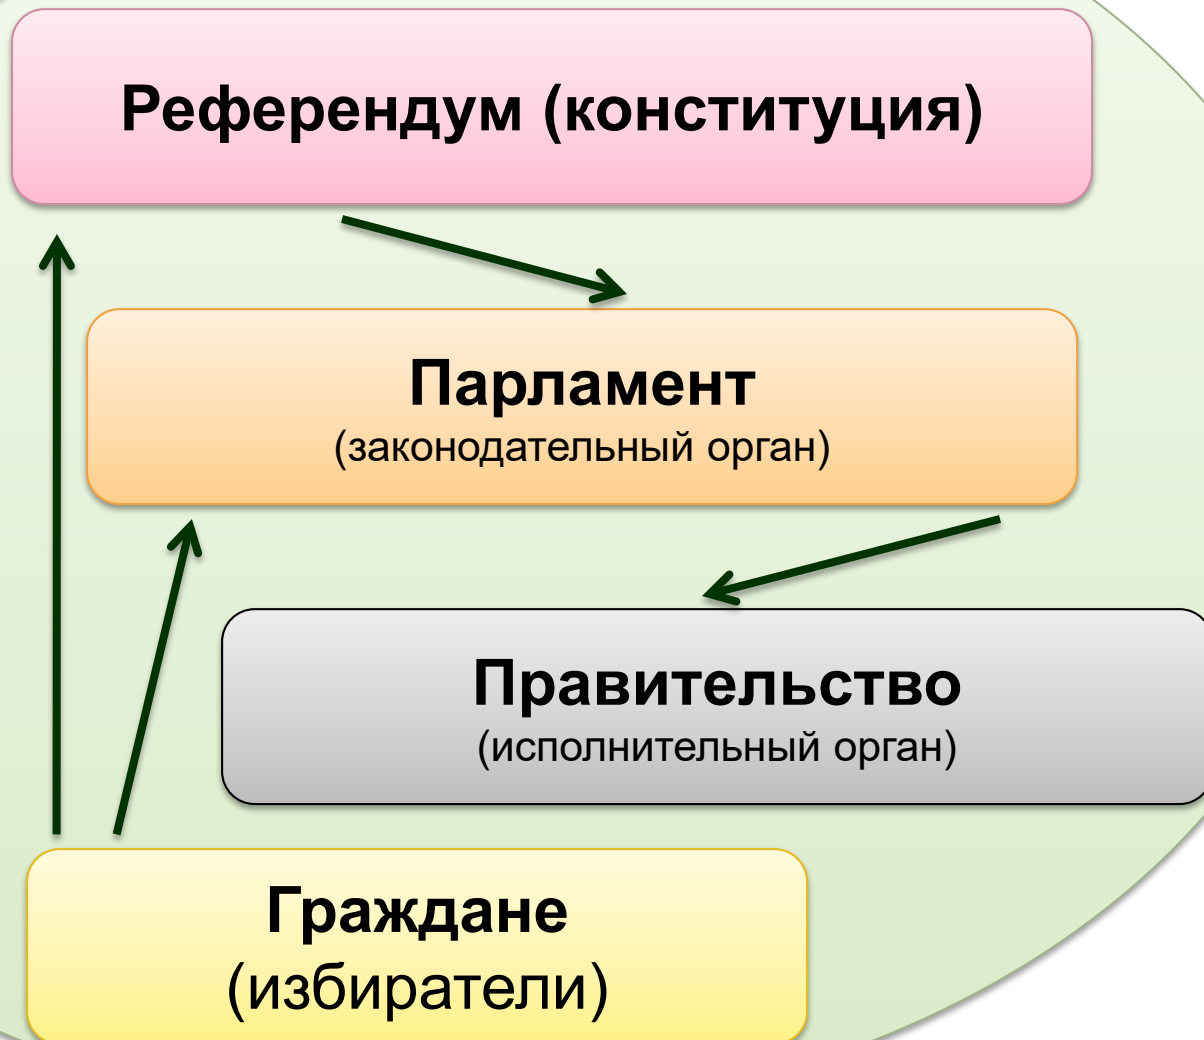 Референдум (конституция)
Парламент
(законодательный орган)
Правительство
(исполнительный орган)
Граждане
(избиратели)